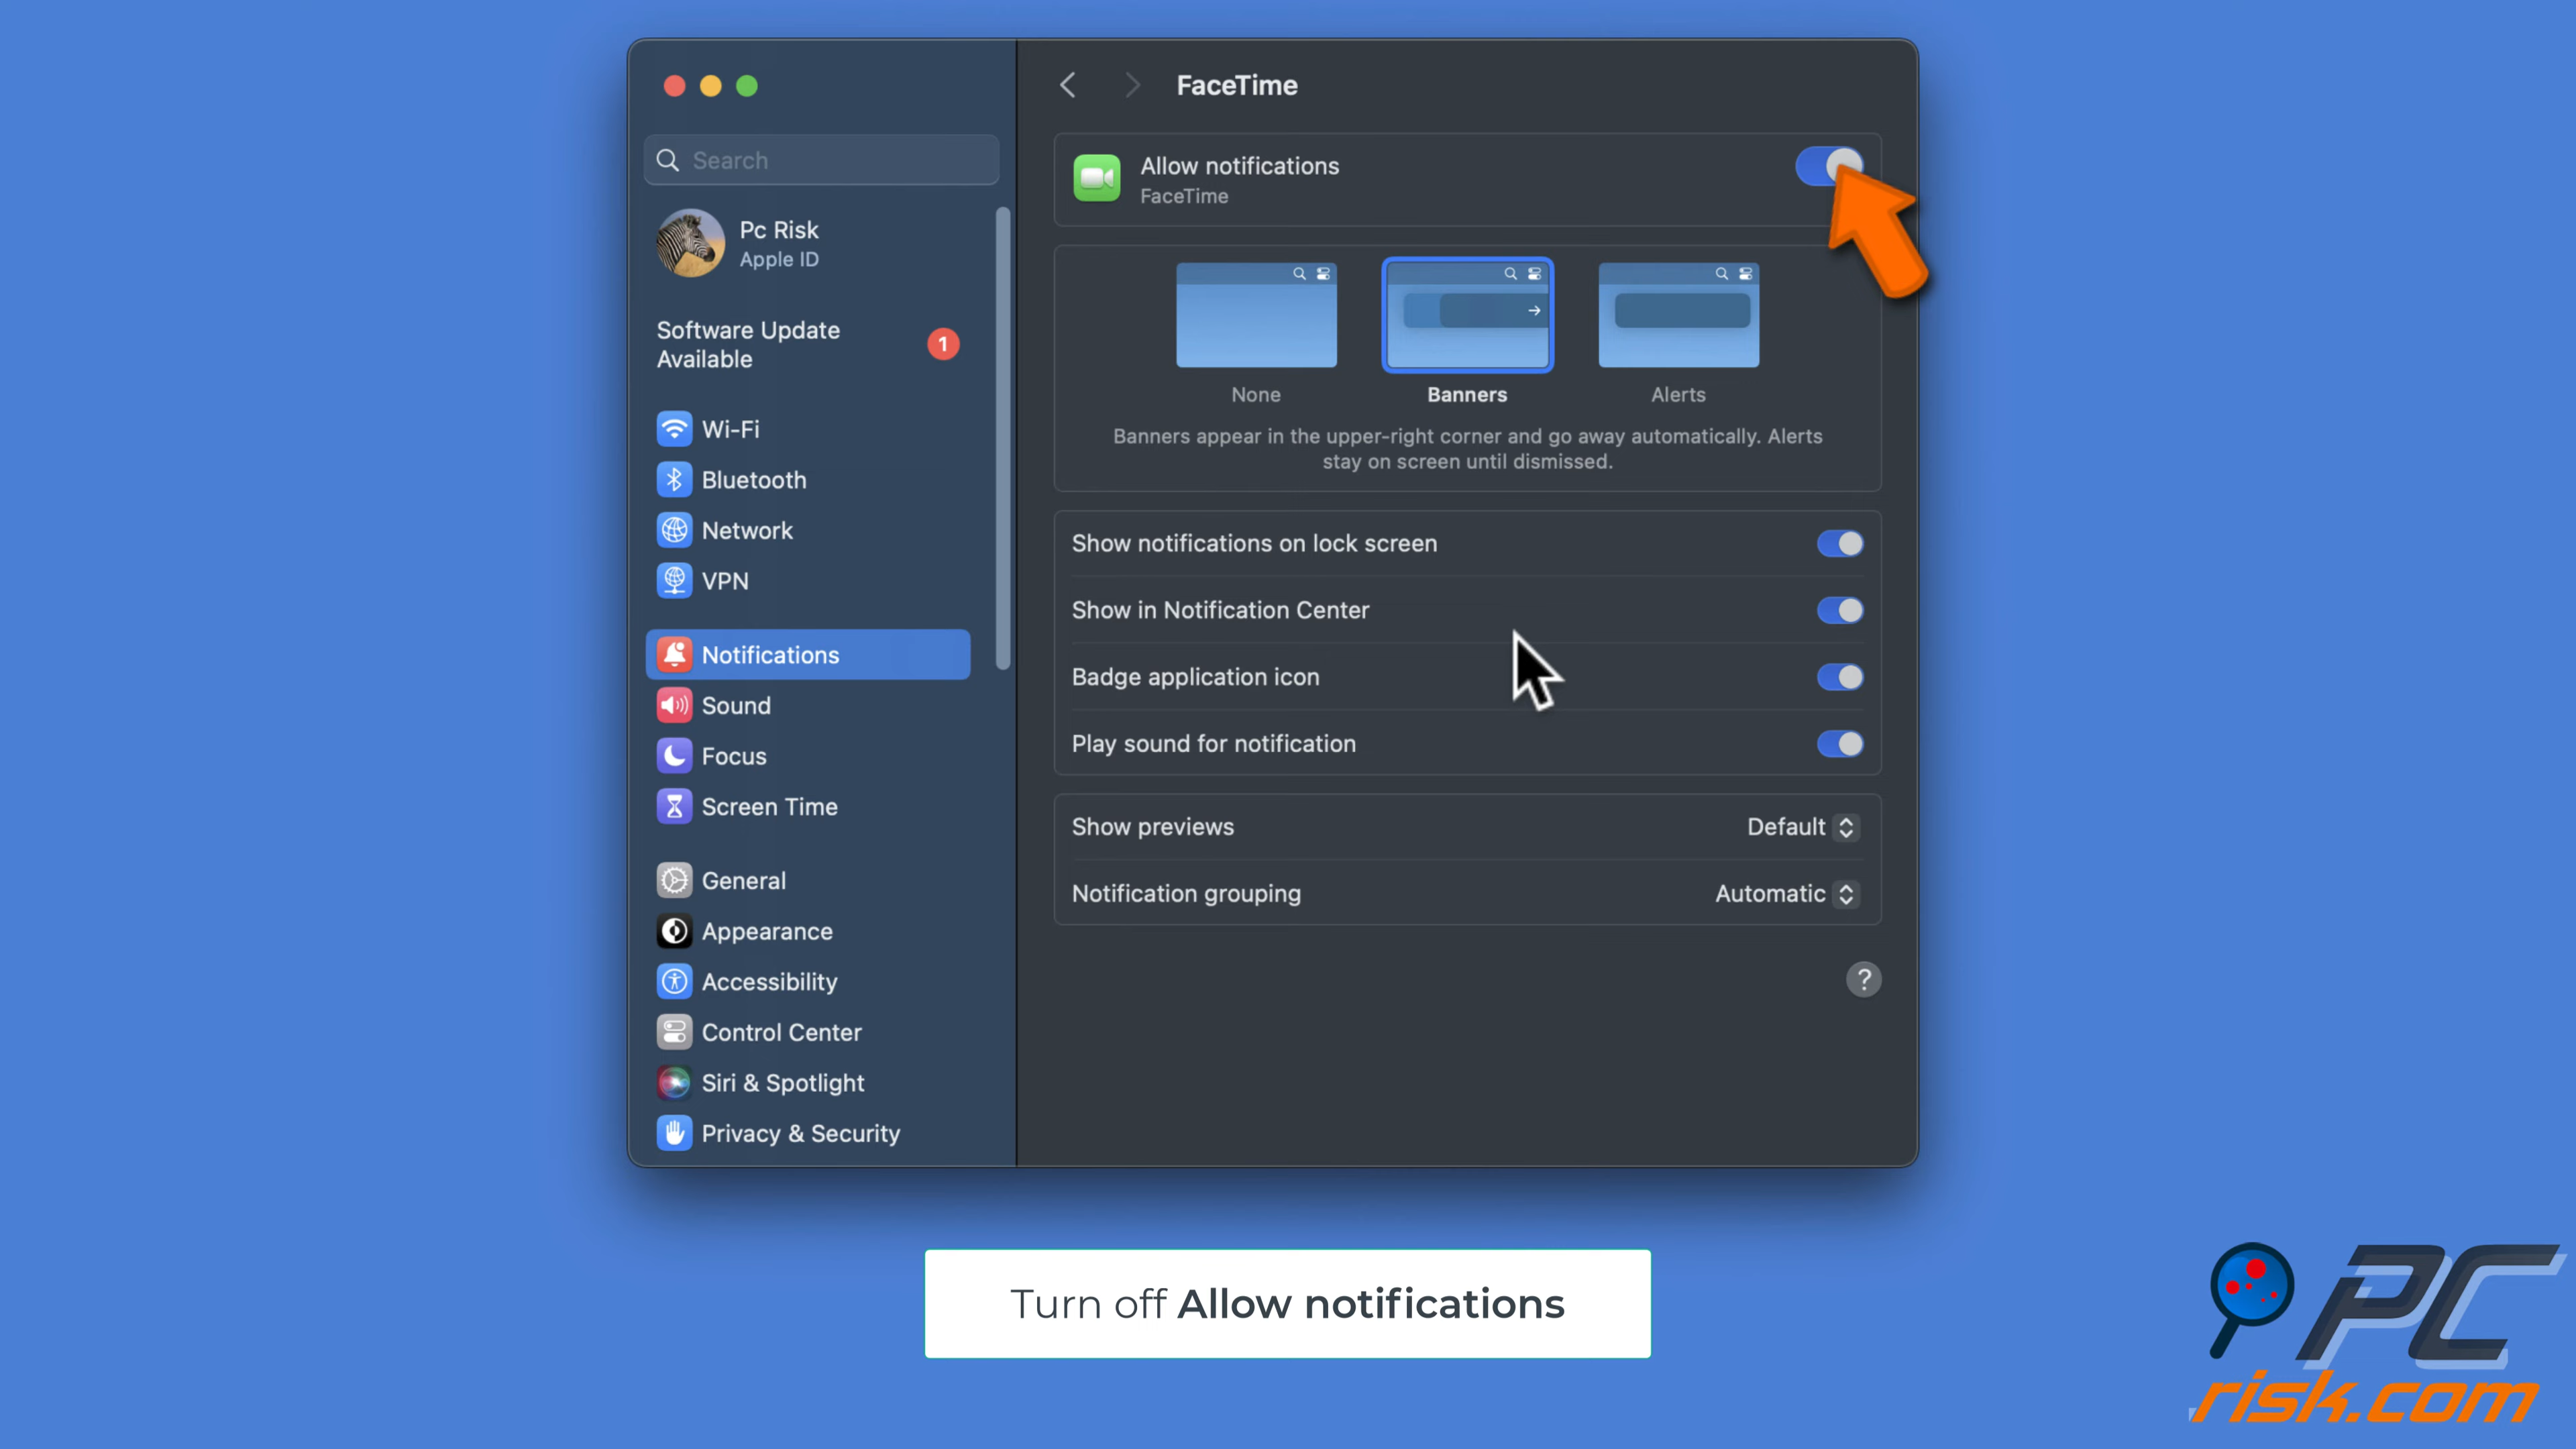 Search
Pc Risk
Apple ID
Software Update
Available
1
Wi-Fi
Bluetooth
Network
VPN
Notifications
Sound
Focus
Screen Time
General
Appearance
Accessibility
Control Center
Siri & Spotlight
Privacy & Security
FaceTime
Allow notifications
FaceTime
None
Banners
Alerts
Banners appear in the upper-right corner and go away automatically. Alerts
stay on screen until dismissed.
Show notifications on lock screen
Show in Notification Center
Badge application icon
Play sound for notification
Show previews Default
Notification grouping Automatic
?
Turn off Allow notifications
PC
risk.com